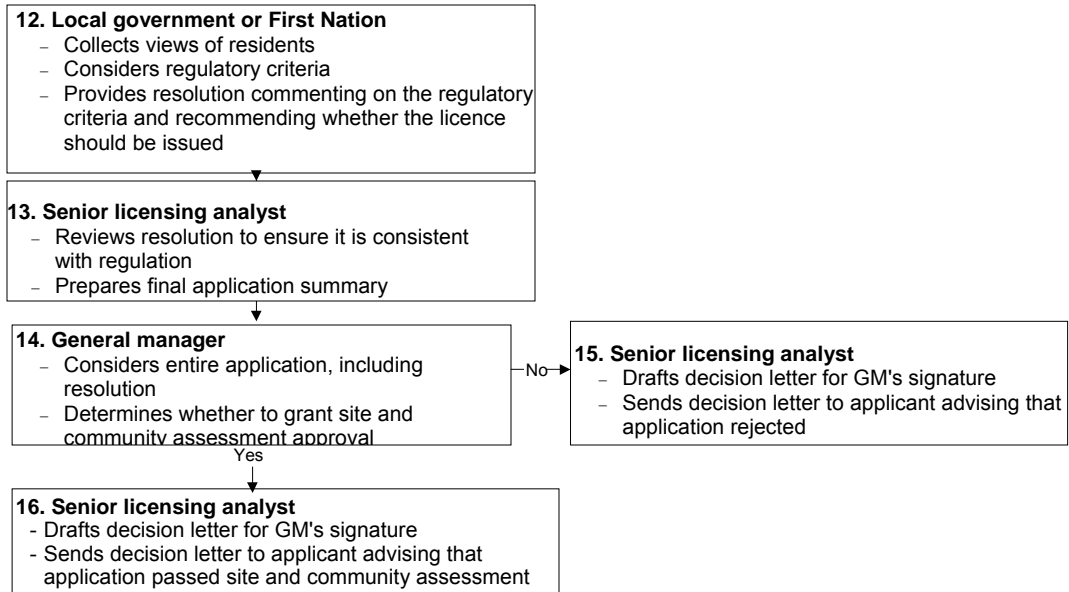 12. Local government or First Nation
– Collects views of residents
– Considers regulatory criteria
– Provides resolution commenting on the regulatory
criteria and recommending whether the licence
should be issued
13. Senior licensing analyst
– Reviews resolution to ensure it is consistent
with regulation
– Prepares final application summary
14. General manager
– Considers entire application, including
resolution
– Determines whether to grant site and
community assessment approval
No
15. Senior licensing analyst
– Drafts decision letter for GM's signature
– Sends decision letter to applicant advising that
application rejected
Yes
16. Senior licensing analyst
- Drafts decision letter for GM's signature
- Sends decision letter to applicant advising that
application passed site and community assessment